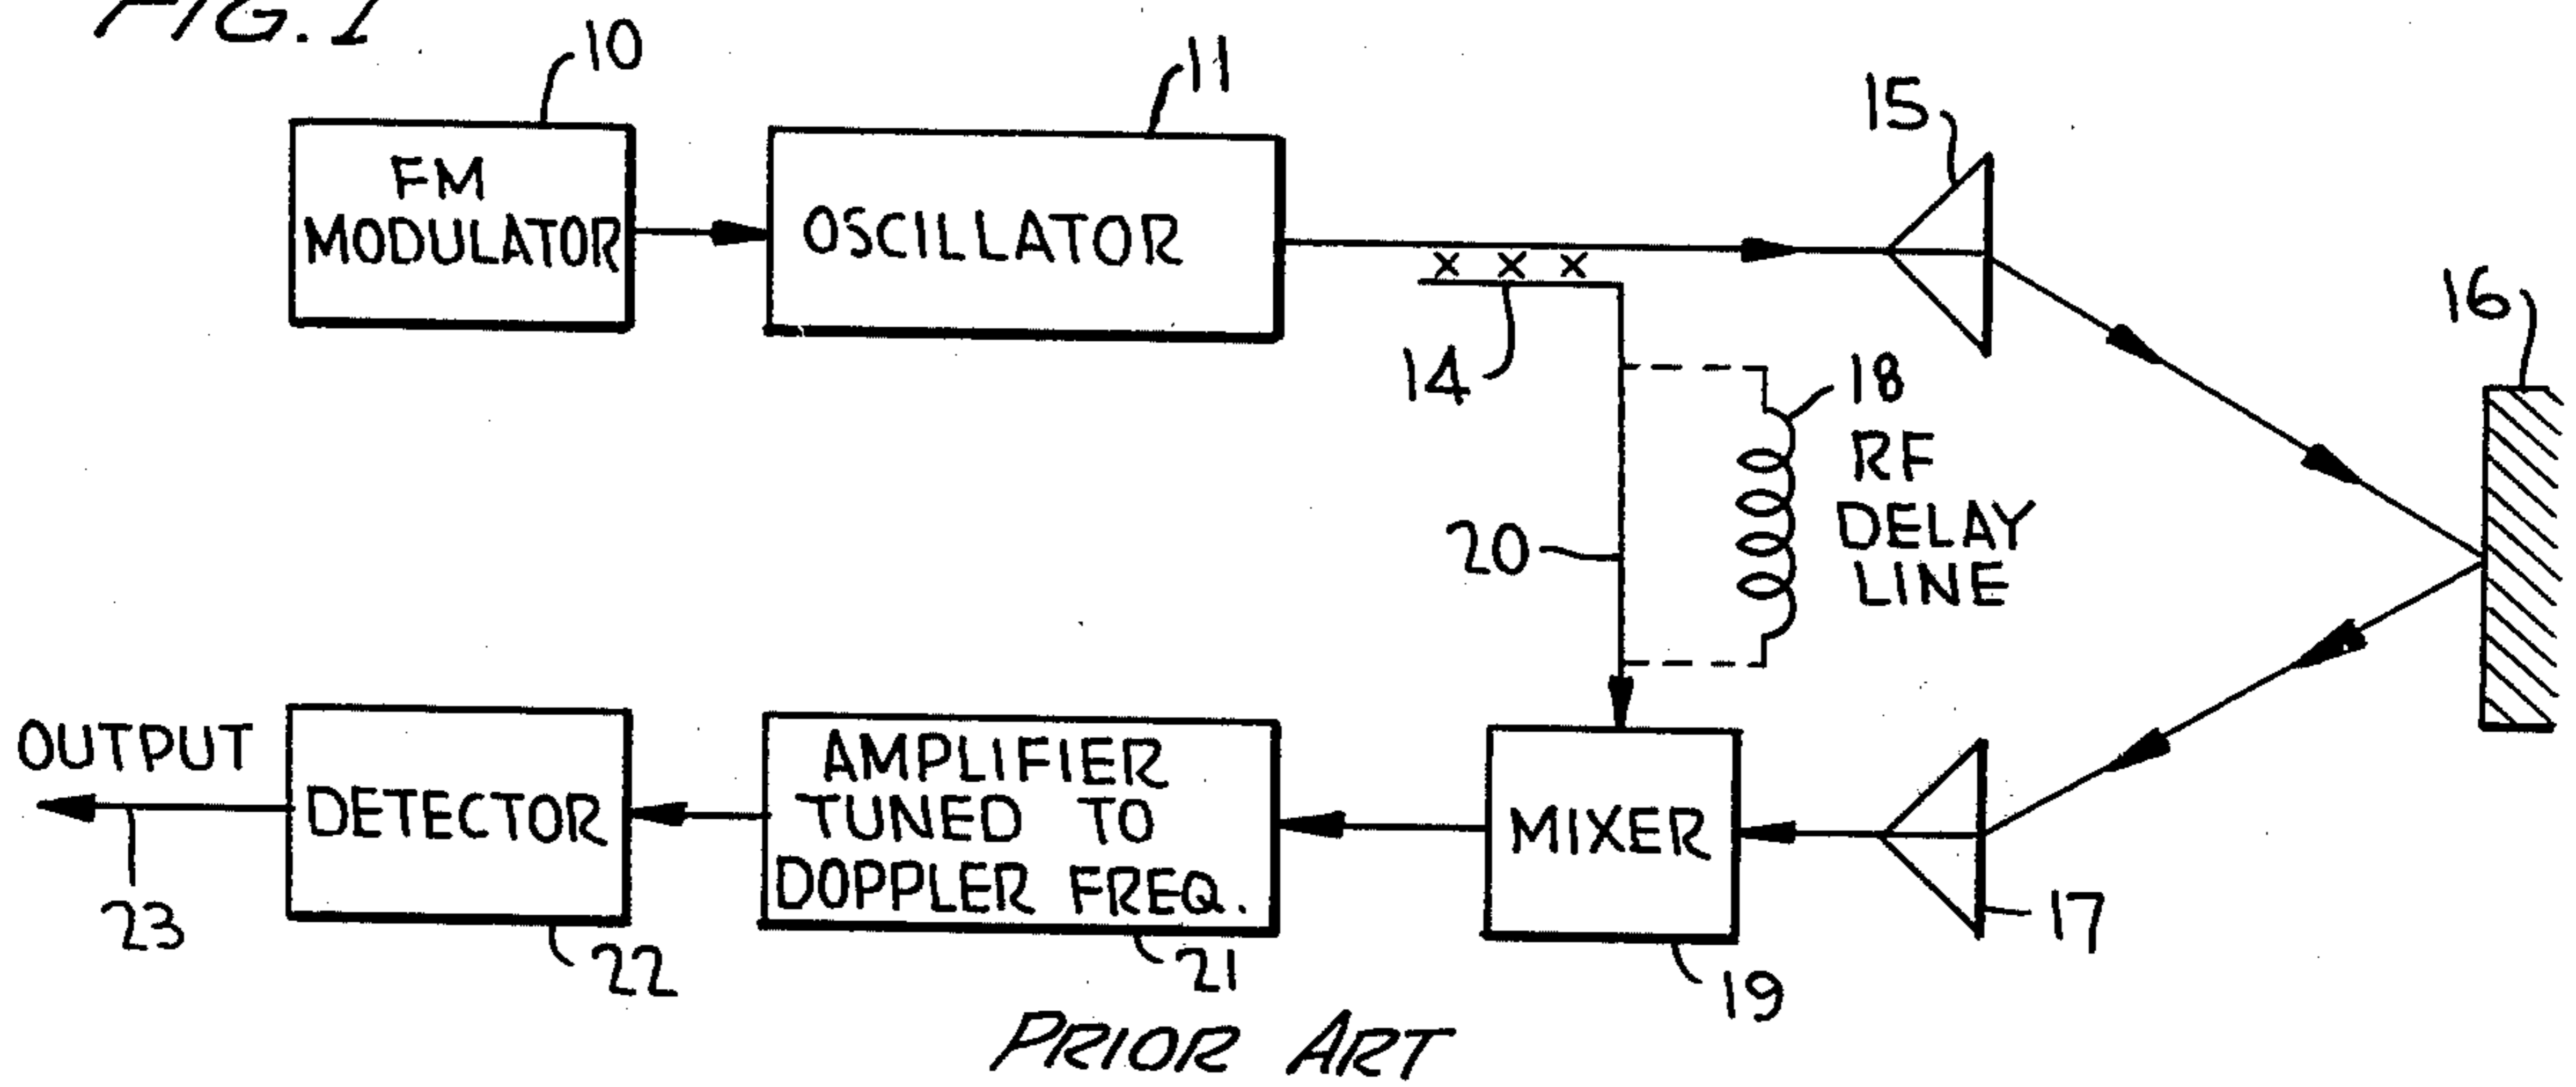 FIG. 1
10
11
15
FM
MODULATOR
OSCILLATOR
16
14
18
RF
DELAY
LINE
20
OUTPUT
DETECTOR
AMPLIFIER
TUNED TO
DOPPLER FREQ.
MIXER
23
22
21
19
17
PRIOR ART